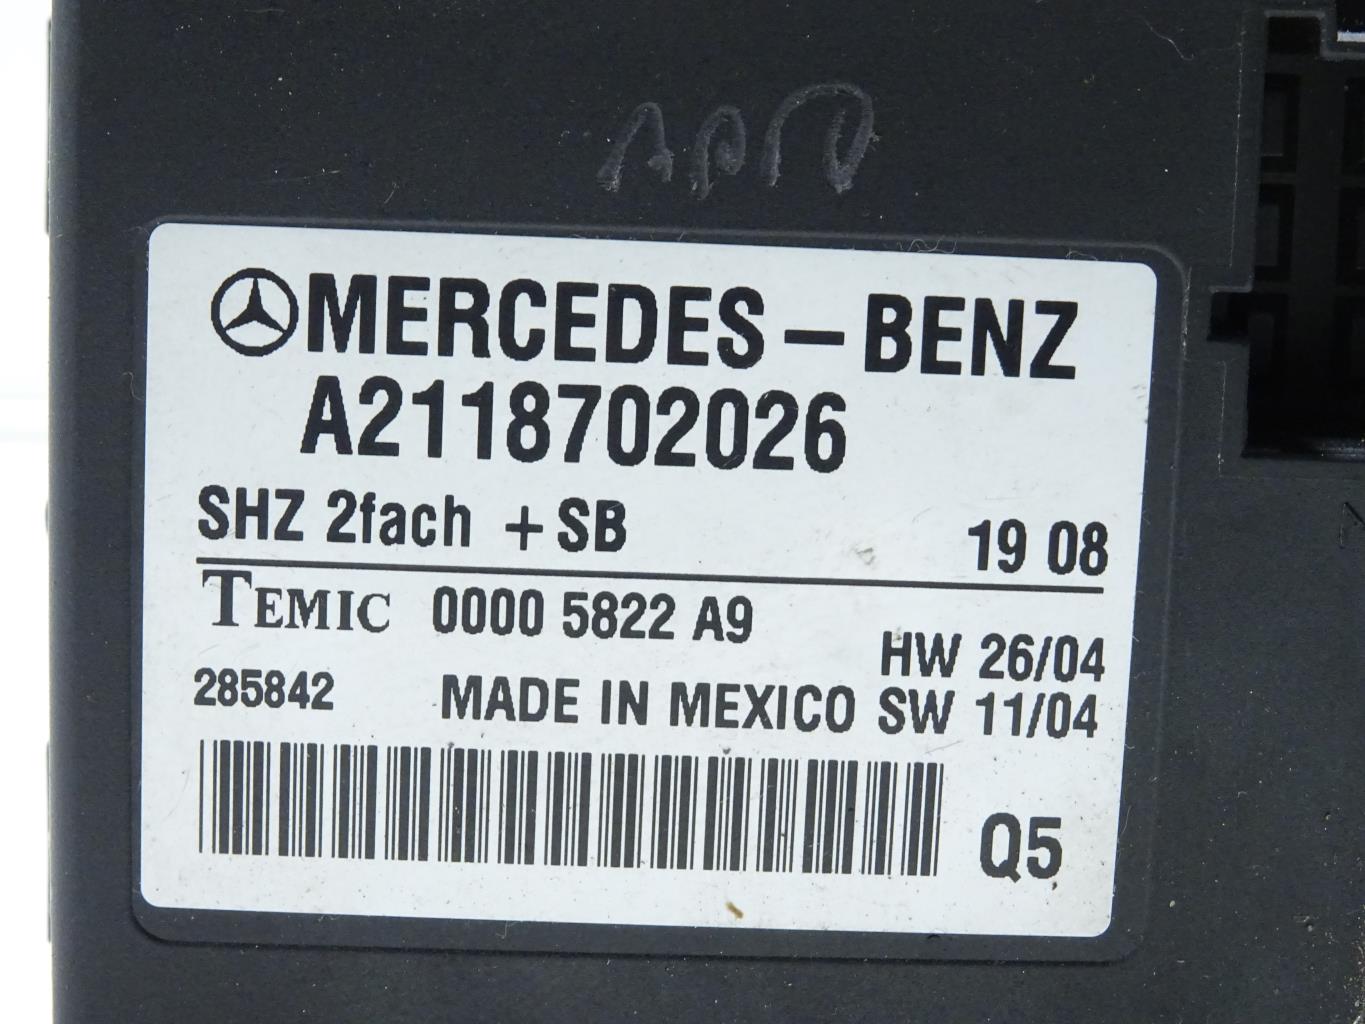 MERCEDES-BENZ
A2118702026
SHZ 2fach +SB 19 08
TEMIC 0000 5822 A9
HW 26/04
285842 MADE IN MEXICO SW 11/04
Q5